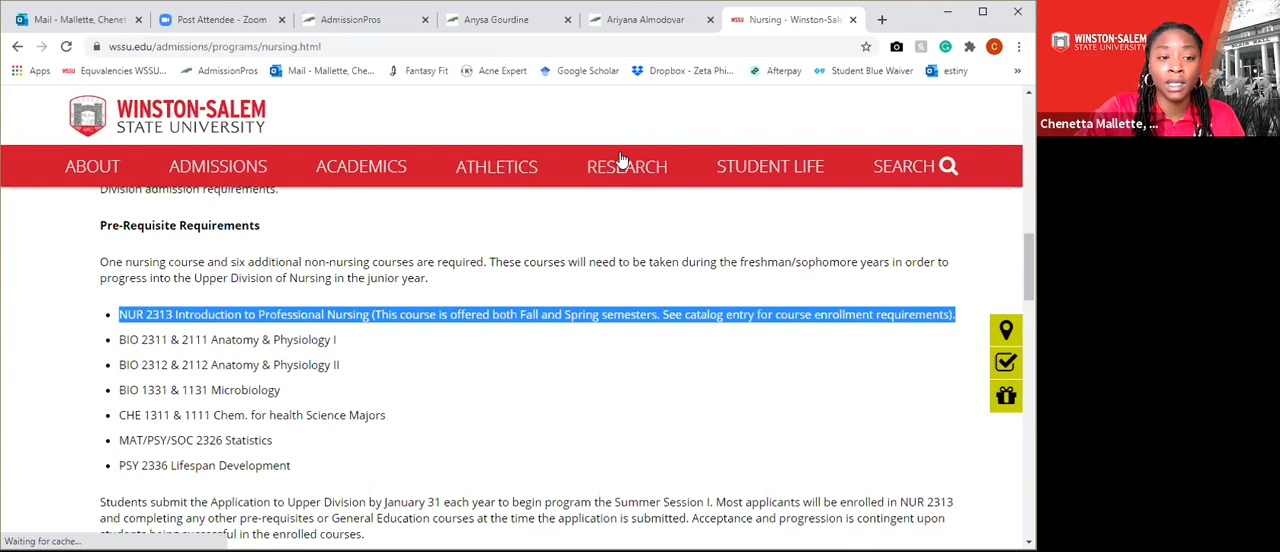 Mail - Mallette, Chenet
Post Attendee - Zoom
AdmissionPros
Anysa Gourdine
Ariyana Almodovar
WSSU
Nursing - Winston-Sal
wssu.edu/admissions/programs/nursing.html
Apps
WSSU
Equivalencies WSSU...
AdmissionPros
Mail - Mallette, Che...
Fantasy Fit
Acne Expert
Google Scholar
Dropbox - Zeta Phi...
Afterpay
Student Blue Waiver
estiny
»
C
WINSTON-SALEM
STATE UNIVERSITY
ABOUT ADMISSIONS ACADEMICS ATHLETICS RESEARCH STUDENT LIFE SEARCH
Division admission requirements.
Pre-Requisite Requirements
One nursing course and six additional non-nursing courses are required. These courses will need to be taken during the freshman/sophomore years in order to
progress into the Upper Division of Nursing in the junior year.
• NUR 2313 Introduction to Professional Nursing (This course is offered both Fall and Spring semesters. See catalog entry for course enrollment requirements).
• BIO 2311 & 2111 Anatomy & Physiology I
• BIO 2312 & 2112 Anatomy & Physiology II
• BIO 1331 & 1131 Microbiology
• CHE 1311 & 1111 Chem. for health Science Majors
• MAT/PSY/SOC 2326 Statistics
• PSY 2336 Lifespan Development
Students submit the Application to Upper Division by January 31 each year to begin program the Summer Session I. Most applicants will be enrolled in NUR 2313
and completing any other pre-requisites or General Education courses at the time the application is submitted. Acceptance and progression is contingent upon
students being successful in the enrolled courses.
Waiting for cache...
WINSTON-SALEM
STATE UNIVERSITY
Chenetta Mallette, ...